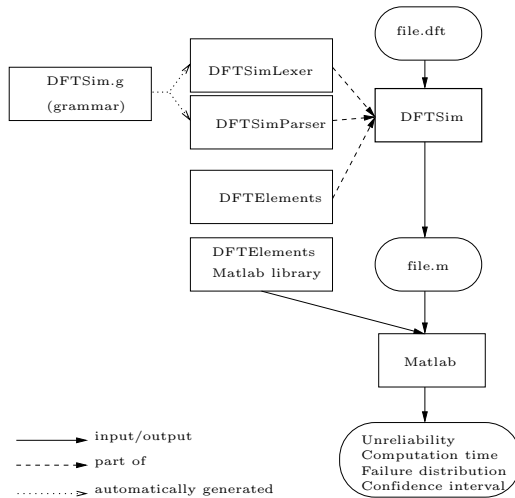 file.dft
DFTSim.g
(grammar)
DFTSimLexer
DFTSimParser
DFTSim
DFTElements
DFTElements
Matlab library
file.m
Matlab
Unreliability
Computation time
Failure distribution
Confidence interval
input/output
part of
automatically generated